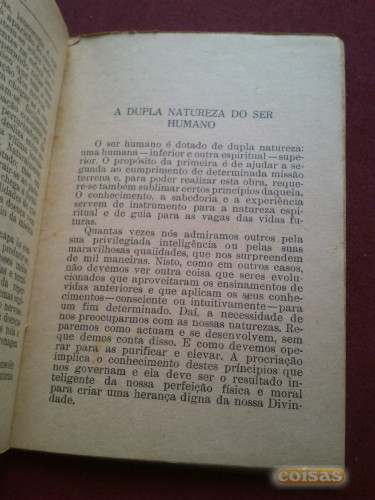 A DUPLA NATUREZA DO SER
HUMANO
O ser humano é dotado de dupla natureza:
uma humana—inferior e outra espiritual—supe-
rior. O propósito da primeira é de ajudar a se-
gunda ao cumprimento de determinada missão
terrena e, para poder realizar esta obra, reque-
re-se também sublimar certos princípios daquela.
O conhecimento, a sabedoria e a experiência
servem de instrumento para a natureza espi-
ritual e de guia para as vagas das vidas fu-
turas.
Quantas vezes nós admiramos outros pela
sua privilegiada inteligência ou pelas suas
maravilhosas qualidades, que nos surpreendem
de mil maneiras. Nisto, como em outros casos,
não devemos ver outra coisa que seres evolu-
cionados que aproveitaram os ensinamentos de
vidas anteriores e que aplicam os seus conhe-
cimentos—consciente ou intuitivamente—para
um fim determinado. Daí, a necessidade de
nos preocuparmos com as nossas naturezas. Re-
paremos como actuam e se desenvolvem, sem
que demos conta disso. E como devemos ope-
rar para as purificar e elevar. A procriação
implica o conhecimento destes princípios que
nos governam e ela deve ser o resultado in-
teligente da nossa perfeição física e moral
para criar uma herança digna da nossa Divin-
dade.
coisas